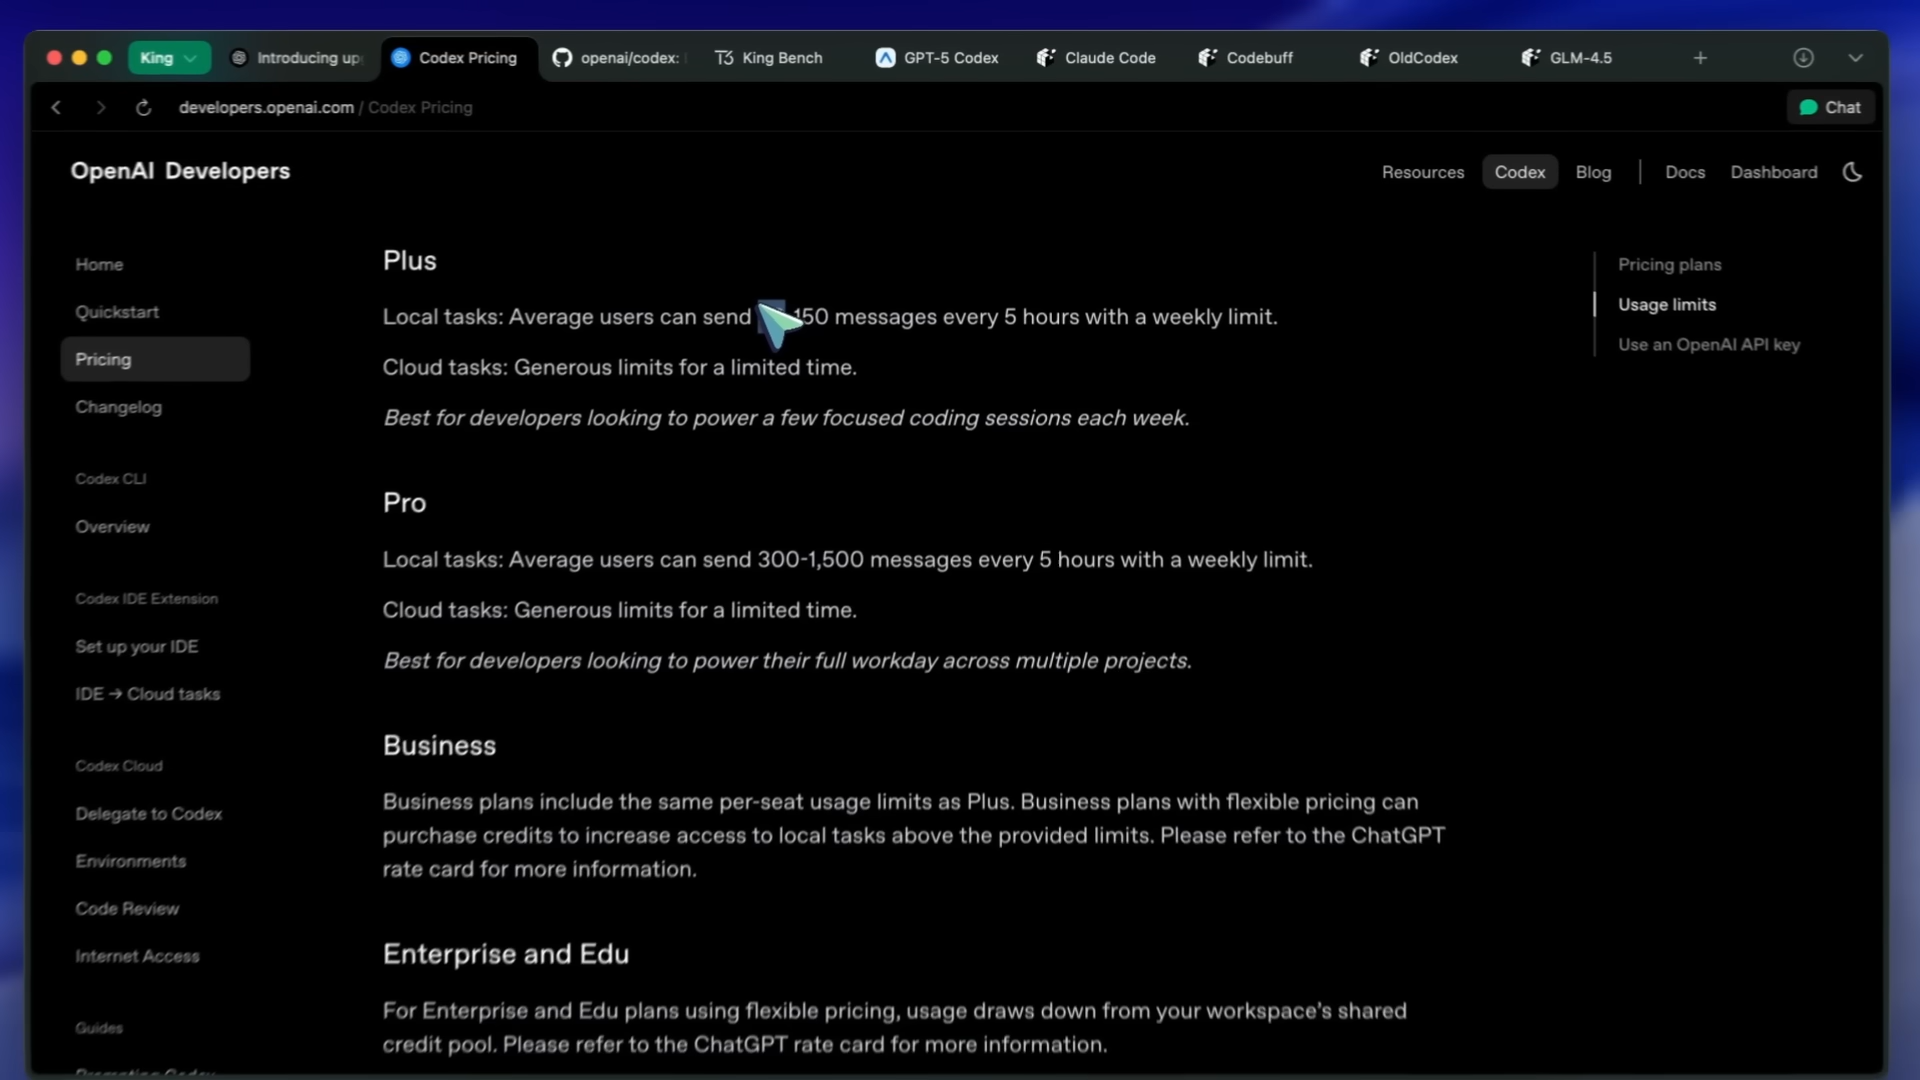 King
Introducing up
Codex Pricing
openai/codex:
T3 King Bench
GPT-5 Codex
Claude Code
Codebuff
OldCodex
GLM-4.5
developers.openai.com / Codex Pricing
Chat
OpenAI Developers
Resources
Codex
Blog
Docs
Dashboard
Home
Quickstart
Pricing
Changelog
Codex CLI
Overview
Codex IDE Extension
Set up your IDE
IDE → Cloud tasks
Codex Cloud
Delegate to Codex
Environments
Code Review
Internet Access
Guides
Prompting Codex
Plus
Local tasks: Average users can send 150 messages every 5 hours with a weekly limit.
Cloud tasks: Generous limits for a limited time.
Best for developers looking to power a few focused coding sessions each week.
Pro
Local tasks: Average users can send 300-1,500 messages every 5 hours with a weekly limit.
Cloud tasks: Generous limits for a limited time.
Best for developers looking to power their full workday across multiple projects.
Business
Business plans include the same per-seat usage limits as Plus. Business plans with flexible pricing can
purchase credits to increase access to local tasks above the provided limits. Please refer to the ChatGPT
rate card for more information.
Enterprise and Edu
For Enterprise and Edu plans using flexible pricing, usage draws down from your workspace's shared
credit pool. Please refer to the ChatGPT rate card for more information.
Pricing plans
Usage limits
Use an OpenAI API key